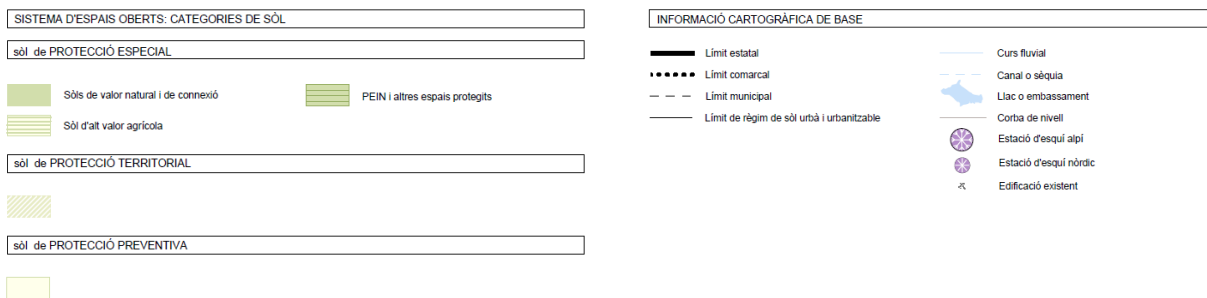 SISTEMA D'ESPAIS OBERTS: CATEGORIES DE SÒL
sòl de PROTECCIÓ ESPECIAL
Sòls de valor natural i de connexió
PEIN i altres espais protegits
Sòl d'alt valor agrícola
sòl de PROTECCIÓ TERRITORIAL
sòl de PROTECCIÓ PREVENTIVA
INFORMACIÓ CARTOGRÀFICA DE BASE
Límit estatal
Límit comarcal
Límit municipal
Límit de règim de sòl urbà i urbanitzable
Curs fluvial
Canal o sèquia
Llac o embassament
Corba de nivell
Estació d'esquí alpí
Estació d'esquí nòrdic
Edificació existent